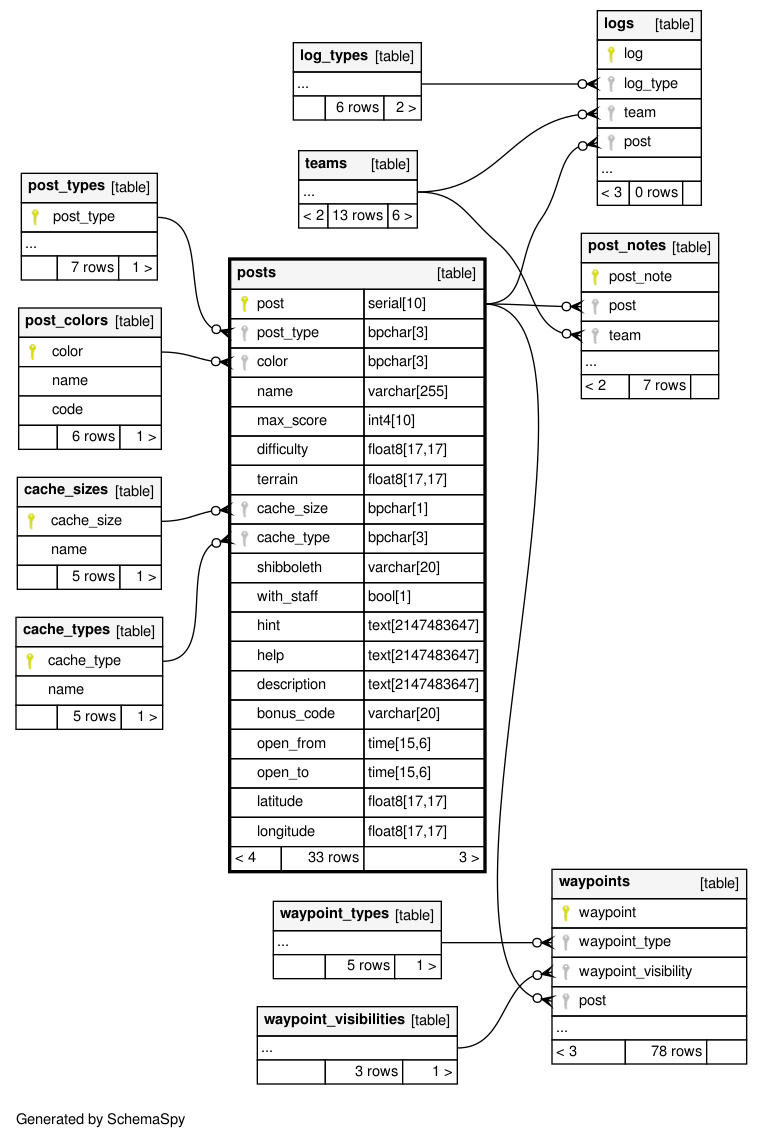 logs [table]
log
log_type
team
post
...
< 3 0 rows
log_types [table]
...
6 rows 2 >
teams [table]
...
< 2 13 rows 6 >
post_types [table]
post_type
...
7 rows 1 >
post_notes [table]
post_note
post
team
...
< 2 7 rows
posts [table]
post serial[10]
post_type bpchar[3]
color bpchar[3]
name varchar[255]
max_score int4[10]
difficulty float8[17,17]
terrain float8[17,17]
cache_size bpchar[1]
cache_type bpchar[3]
shibboleth varchar[20]
with_staff bool[1]
hint text[2147483647]
help text[2147483647]
description text[2147483647]
bonus_code varchar[20]
open_from time[15,6]
open_to time[15,6]
latitude float8[17,17]
longitude float8[17,17]
< 4 33 rows 3 >
post_colors [table]
color
name
code
6 rows 1 >
cache_sizes [table]
cache_size
name
5 rows 1 >
cache_types [table]
cache_type
name
5 rows 1 >
waypoints [table]
waypoint
waypoint_type
waypoint_visibility
post
...
< 3 78 rows
waypoint_types [table]
...
5 rows 1 >
waypoint_visibilities [table]
...
3 rows 1 >
Generated by SchemaSpy